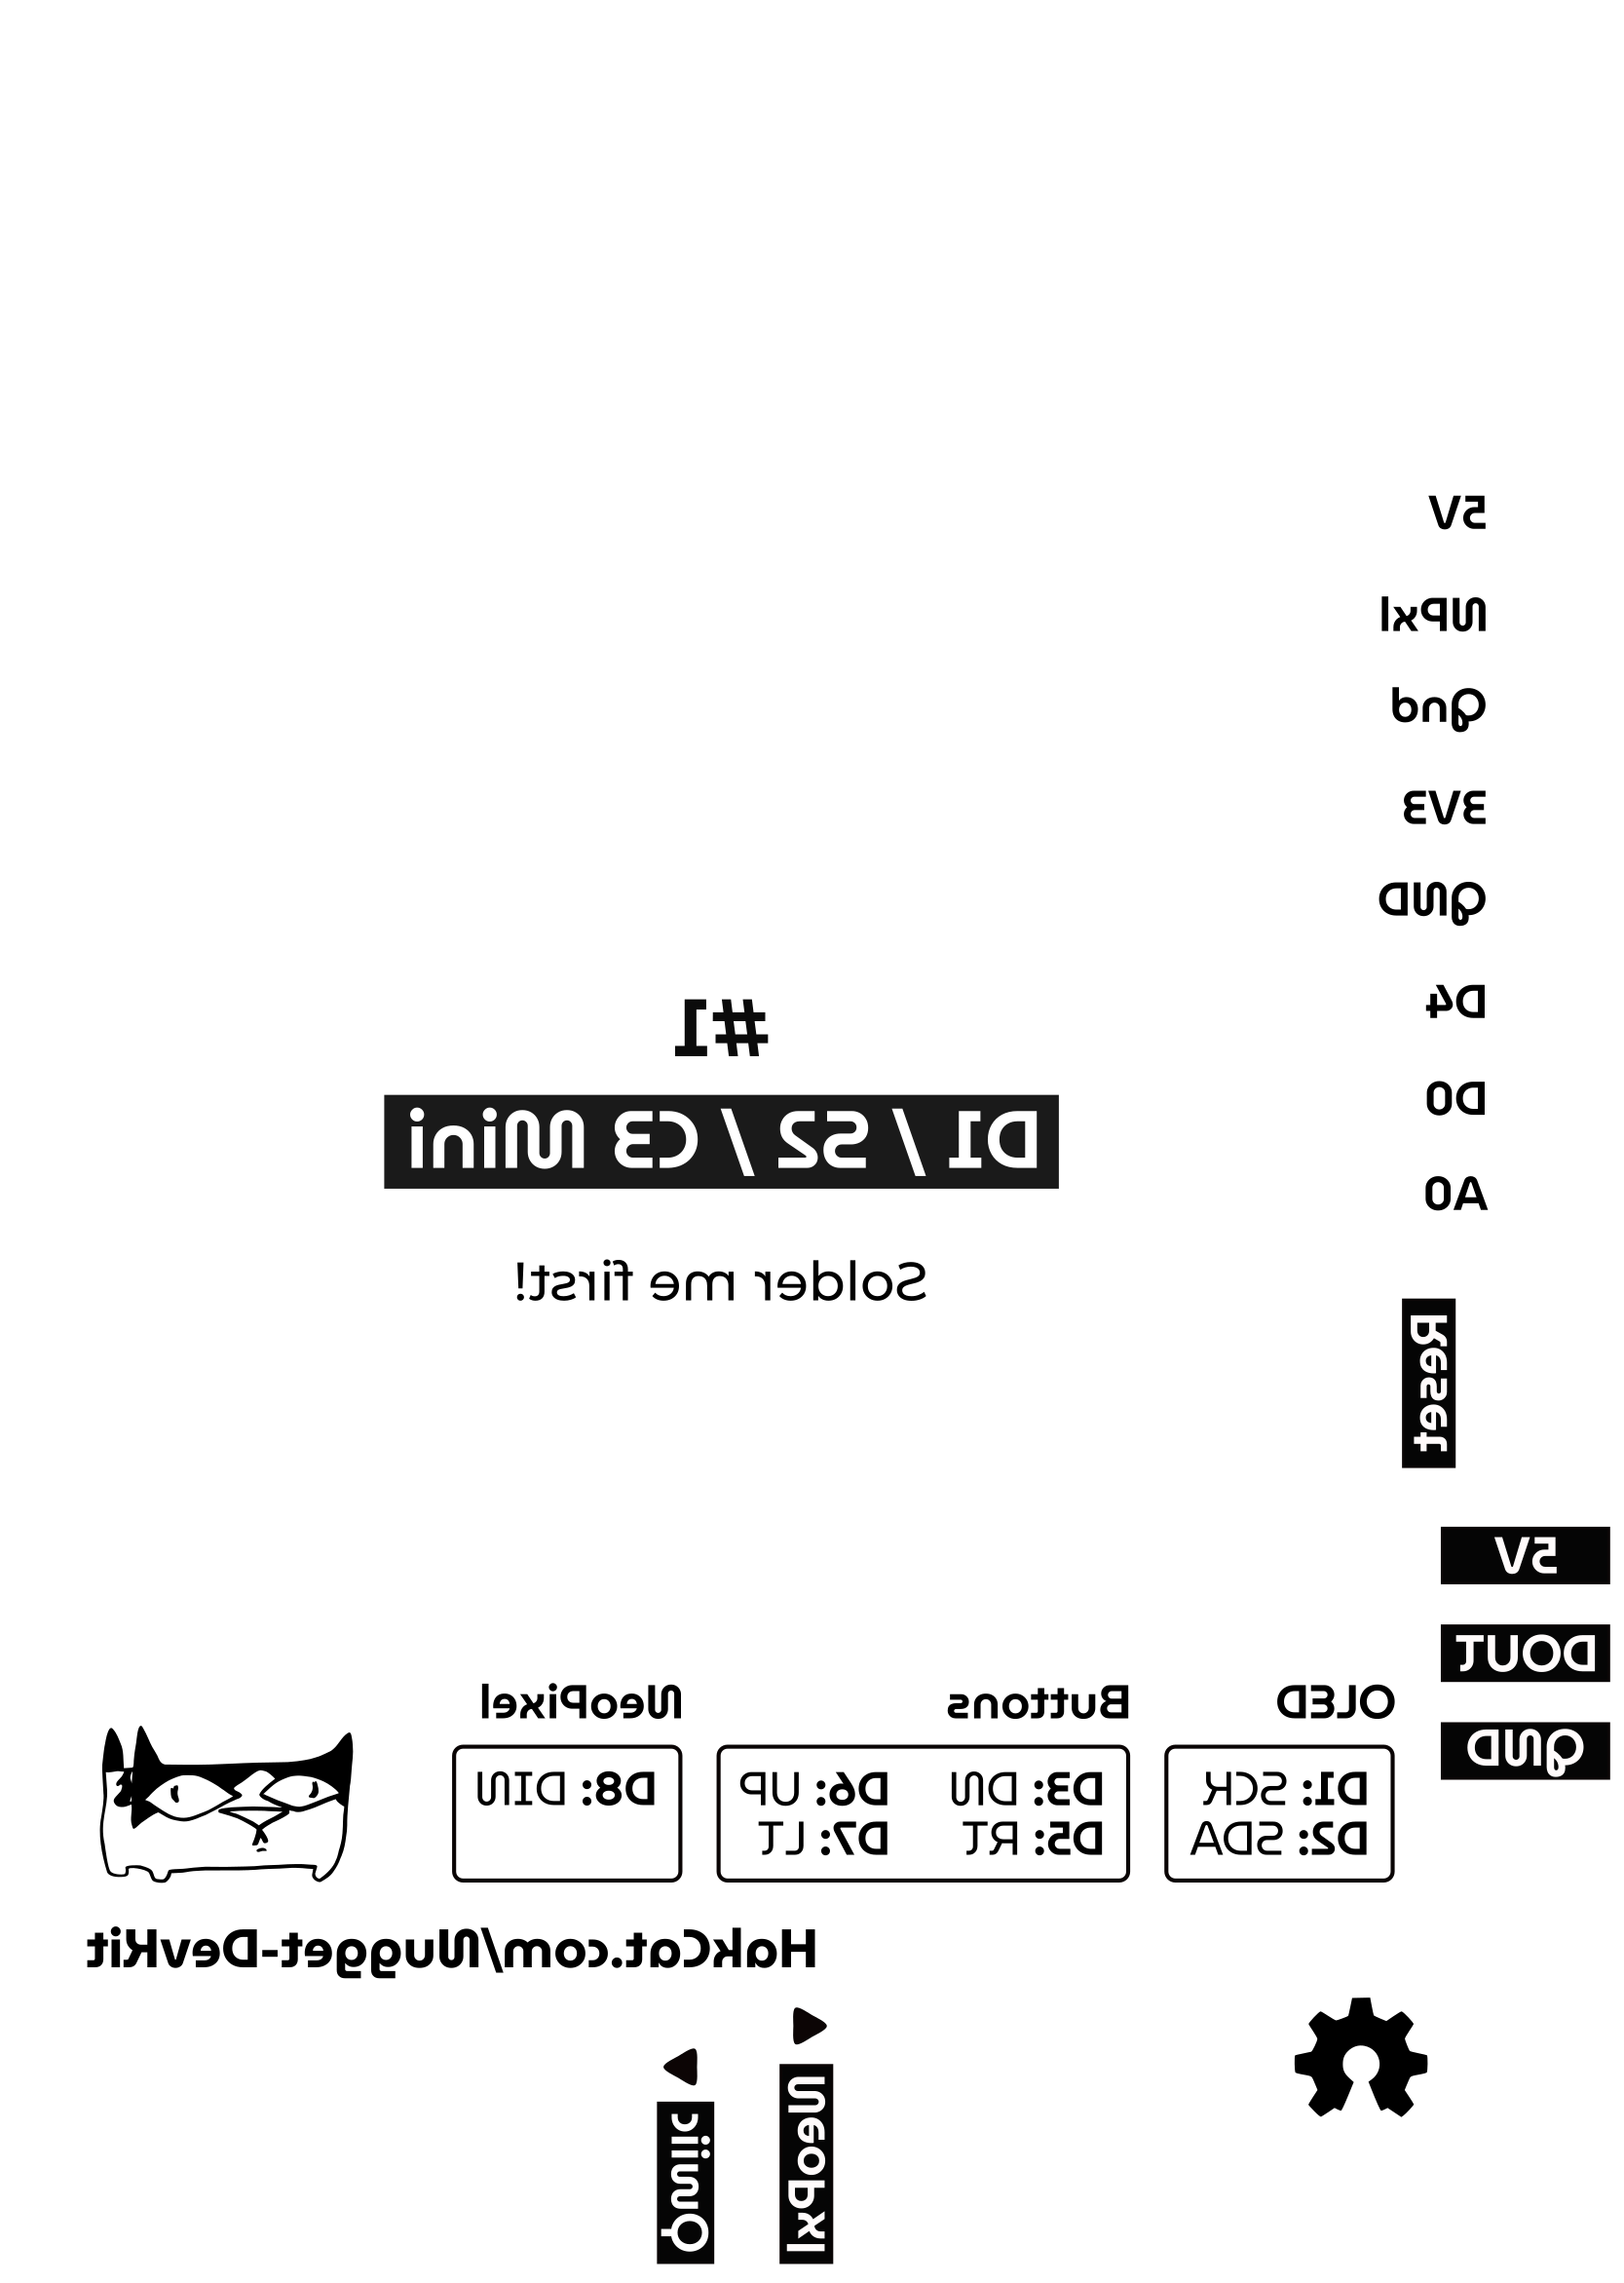 5V
NPxl
Gnd
3V3
GND
D4
D0
A0
#1
D1/S2/C3 Mini
Solder me first!
Reset
5V
DOUT
GND
OLED
D1: SCK
D2: SDA
Buttons
D3: DN D6: UP
D5: RT D7: LT
NeoPixel
D8: DIN
HakCat.com/Nugget-DevKit
NeoPxl
Qwiic